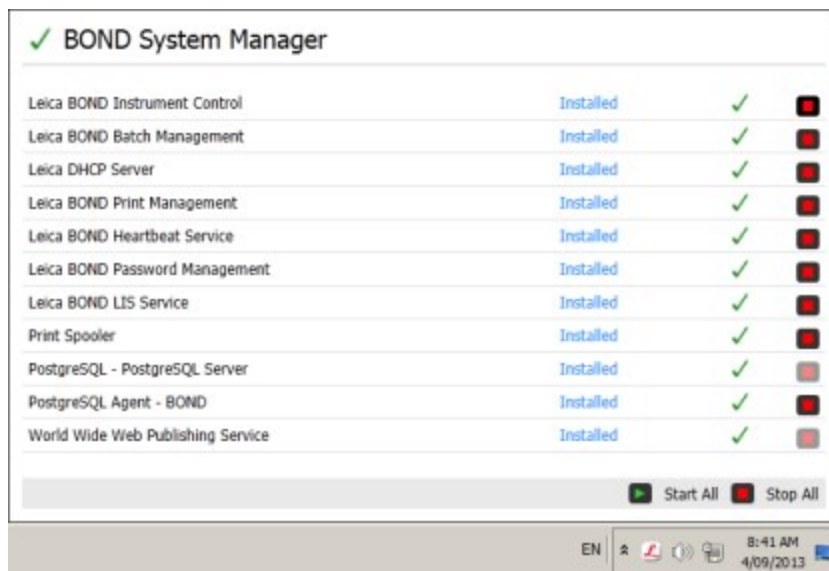 BOND System Manager
Leica BOND Instrument Control Installed
Leica BOND Batch Management Installed
Leica DHCP Server Installed
Leica BOND Print Management Installed
Leica BOND Heartbeat Service Installed
Leica BOND Password Management Installed
Leica BOND LIS Service Installed
Print Spooler Installed
PostgreSQL - PostgreSQL Server Installed
PostgreSQL Agent - BOND Installed
World Wide Web Publishing Service Installed
Start All Stop All
EN 8:41 AM
4/09/2013